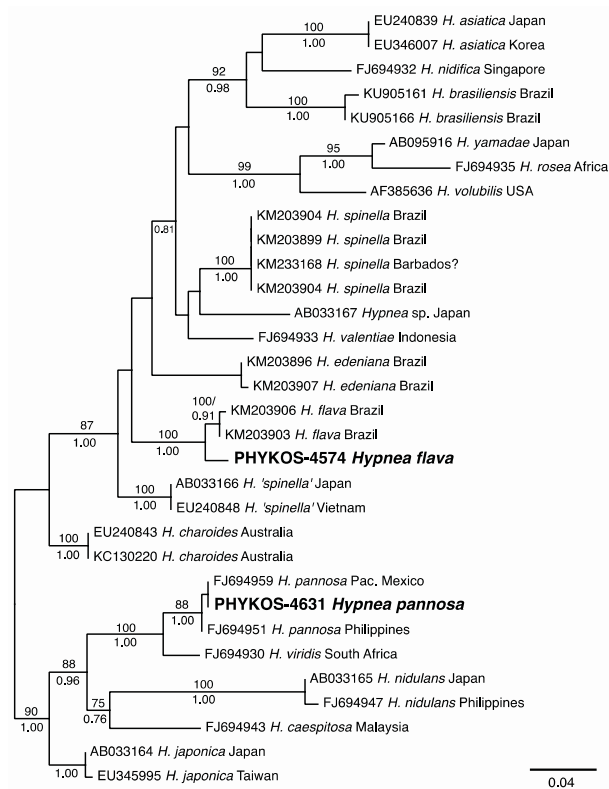 EU240839 H. asiatica Japan
100
1.00
EU346007 H. asiatica Korea
92
0.98
FJ694932 H. nidifica Singapore
KU905161 H. brasiliensis Brazil
100
1.00
KU905166 H. brasiliensis Brazil
AB095916 H. yamadae Japan
95
1.00
99
1.00
FJ694935 H. rosea Africa
AF385636 H. volubilis USA
KM203904 H. spinella Brazil
0.81
KM203899 H. spinella Brazil
100
1.00
KM233168 H. spinella Barbados?
KM203904 H. spinella Brazil
AB033167 Hypnea sp. Japan
FJ694933 H. valentiae Indonesia
KM203896 H. edeniana Brazil
KM203907 H. edeniana Brazil
100/
0.91
KM203906 H. flava Brazil
87
1.00
100
1.00
KM203903 H. flava Brazil
PHYKOS-4574 Hypnea flava
100
1.00
AB033166 H. 'spinella' Japan
EU240848 H. 'spinella' Vietnam
100
1.00
EU240843 H. charoides Australia
KC130220 H. charoides Australia
FJ694959 H. pannosa Pac. Mexico
88
1.00
PHYKOS-4631 Hypnea pannosa
100
1.00
FJ694951 H. pannosa Philippines
FJ694930 H. viridis South Africa
88
0.96
100
1.00
AB033165 H. nidulans Japan
75
0.76
FJ694947 H. nidulans Philippines
90
1.00
FJ694943 H. caespitosa Malaysia
AB033164 H. japonica Japan
1.00
EU345995 H. japonica Taiwan
0.04